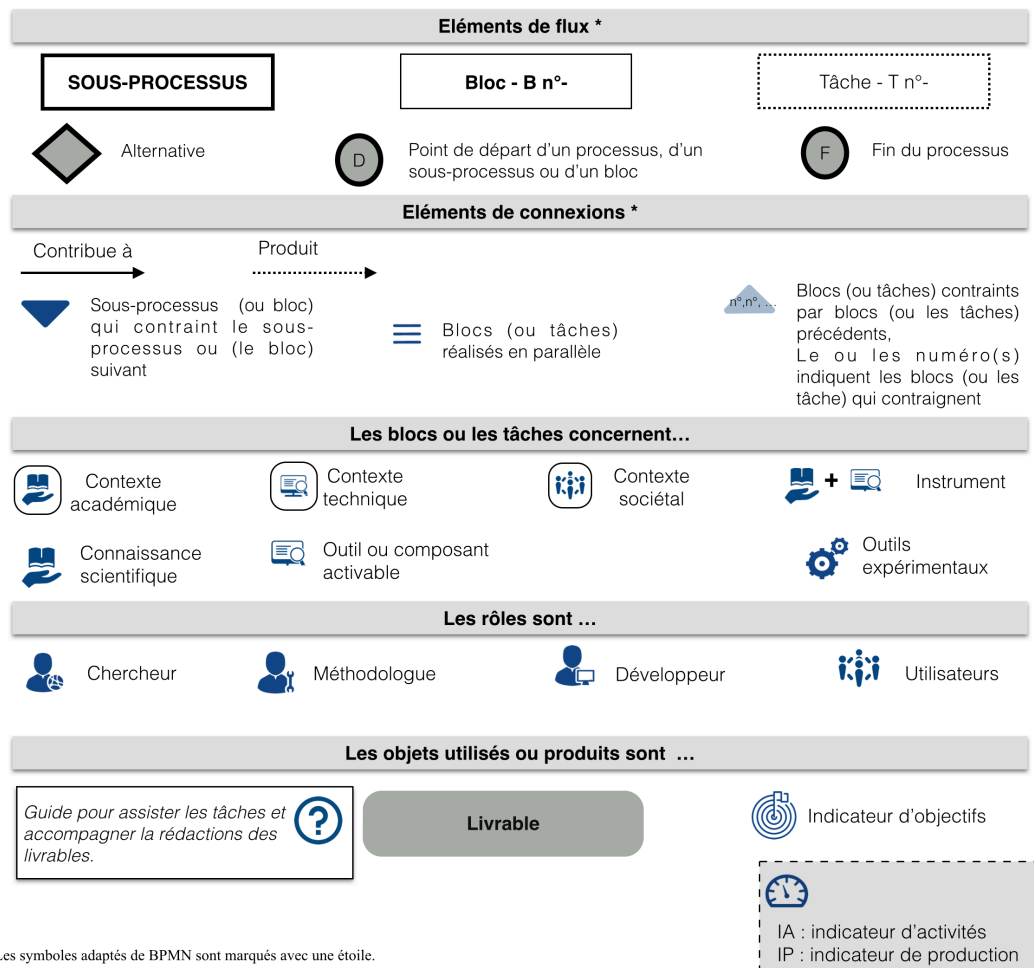 Eléments de flux *
SOUS-PROCESSUS
Bloc - B n°-
Tâche - T n°-
Alternative
D
Point de départ d'un processus, d'un
sous-processus ou d'un bloc
F
Fin du processus
Eléments de connexions *
Contribue à
Produit
Sous-processus (ou bloc)
qui contraint le sous-
processus ou (le bloc)
suivant
Blocs (ou tâches)
réalisés en parallèle
n°,n°, ...
Blocs (ou tâches) contraints
par blocs (ou les tâches)
précédents,
Le ou les numéro(s)
indiquent les blocs (ou les
tâche) qui contraignent
Les blocs ou les tâches concernent…
Contexte
académique
Contexte
technique
Contexte
sociétal
+
Instrument
Connaissance
scientifique
Outil ou composant
activable
Outils
expérimentaux
Les rôles sont …
Chercheur
Méthodologue
Développeur
Utilisateurs
Les objets utilisés ou produits sont …
Guide pour assister les tâches et
accompagner la rédactions des
livrables.
?
Livrable
Indicateur d'objectifs
IA : indicateur d'activités
IP : indicateur de production
Les symboles adaptés de BPMN sont marqués avec une étoile.